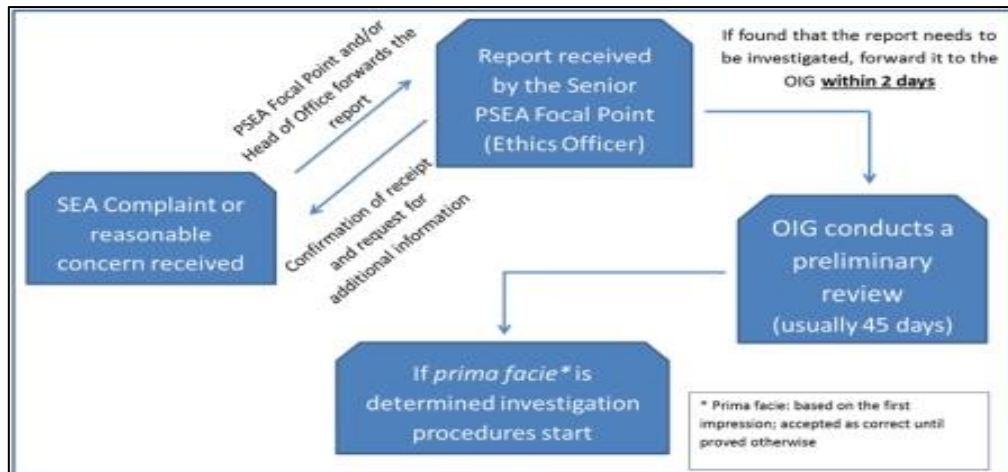 SEA Complaint or
reasonable
concern received
PSEA Focal Point and/or
Head of Office forwards the
report
Confirmation of receipt
and request for
additional information
Report received
by the Senior
PSEA Focal Point
(Ethics Officer)
If found that the report needs to
be investigated, forward it to the
OIG within 2 days
OIG conducts a
preliminary
review
(usually 45 days)
If prima facie* is
determined investigation
procedures start
* Prima facie: based on the first
impression; accepted as correct until
proved otherwise